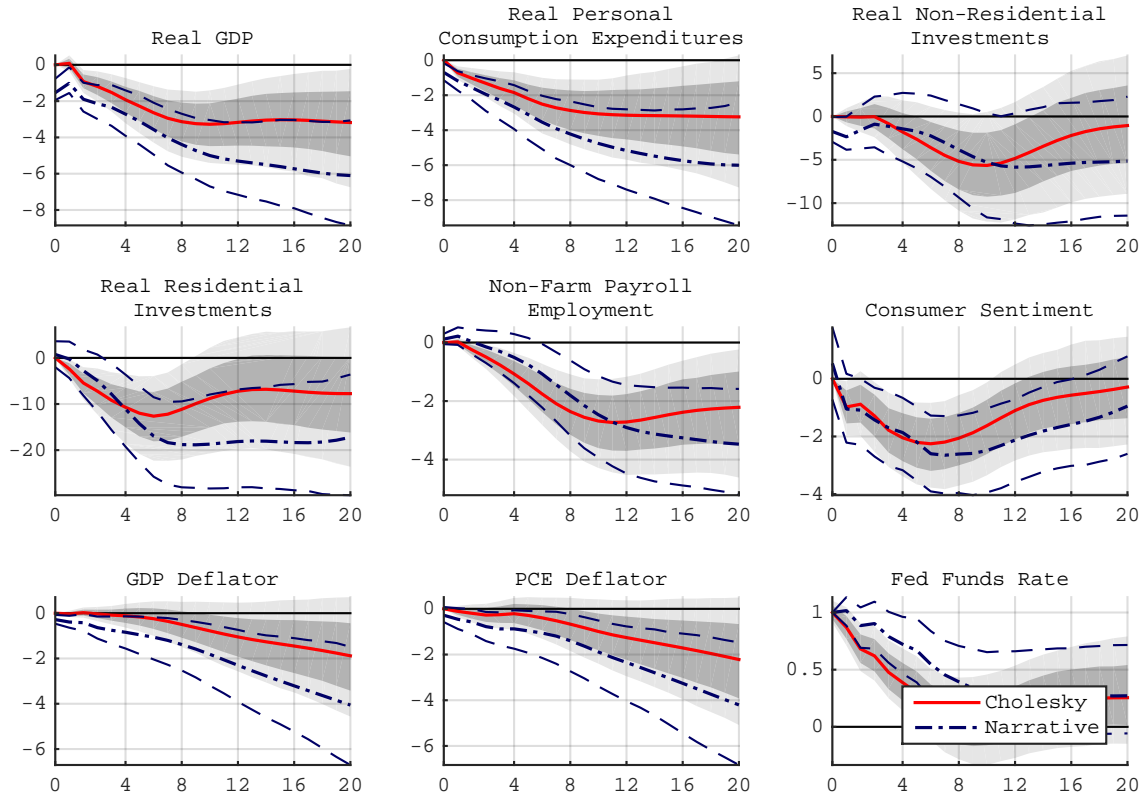 Real GDP
Real Personal
Consumption Expenditures
Real Non-Residential
Investments
0
-2
-4
-6
-8
0 4 8 12 16 20
0
-2
-4
-6
-8
0 4 8 12 16 20
5
0
-5
-10
0 4 8 12 16 20
Real Residential
Investments
Non-Farm Payroll
Employment
Consumer Sentiment
0
-10
-20
0 4 8 12 16 20
0
-2
-4
0 4 8 12 16 20
0
-2
-4
0 4 8 12 16 20
GDP Deflator
PCE Deflator
Fed Funds Rate
0
-2
-4
-6
0 4 8 12 16 20
0
-2
-4
-6
0 4 8 12 16 20
1
0.5
0
0 4 8 12 16 20
Cholesky
Narrative